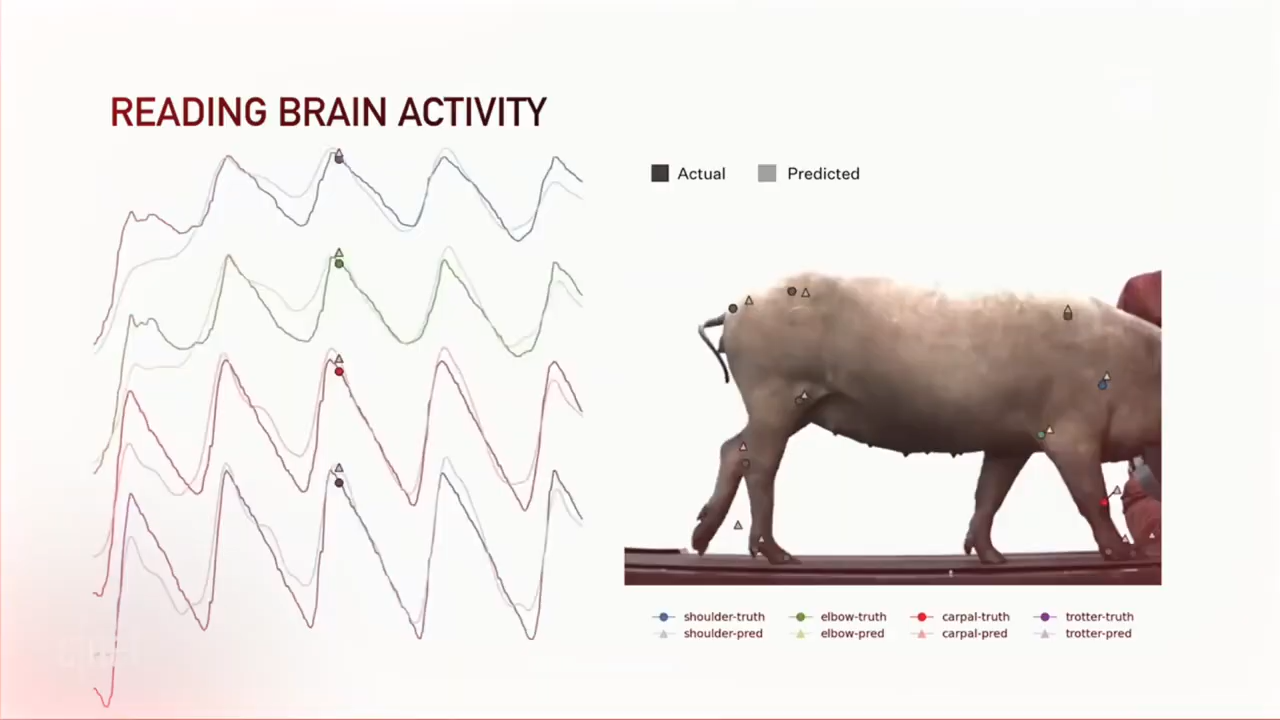 READING BRAIN ACTIVITY
Actual Predicted
shoulder-truth elbow-truth carpal-truth trotter-truth
shoulder-pred elbow-pred carpal-pred trotter-pred